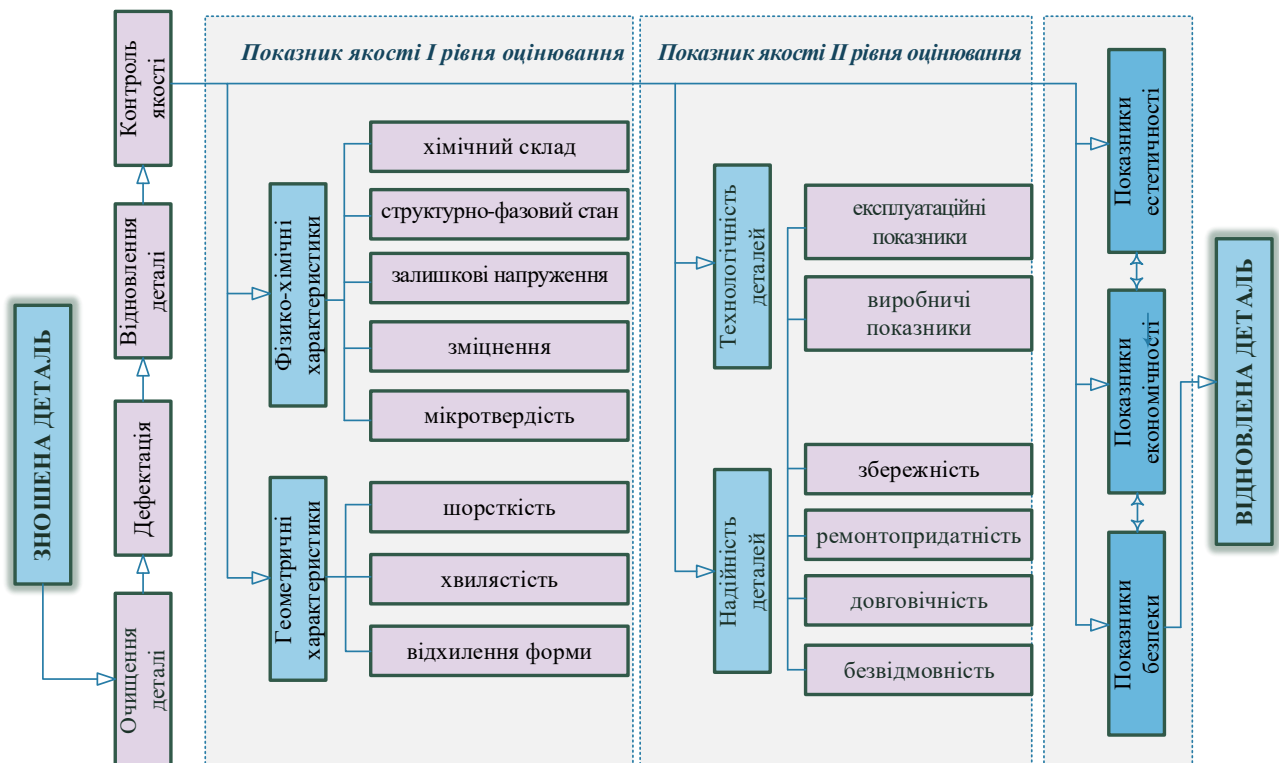 ЗНОШЕНА ДЕТАЛЬ
Очищення
деталі
Дефектація
Відновлення
деталі
Контроль
якості
Показник якості I рівня оцінювання
Фізико-хімічні
характеристики
хімічний склад
структурно-фазовий стан
залишкові напруження
зміцнення
мікротвердість
Геометричні
характеристики
шорсткість
хвилястість
відхилення форми
Показник якості II рівня оцінювання
Технологічність
деталей
експлуатаційні
показники
виробничі
показники
Надійність
деталей
збережність
ремонтопридатність
довговічність
безвідмовність
Показники
естетичності
Показники
економічності
Показники
безпеки
ВІДНОВЛЕНА ДЕТАЛЬ